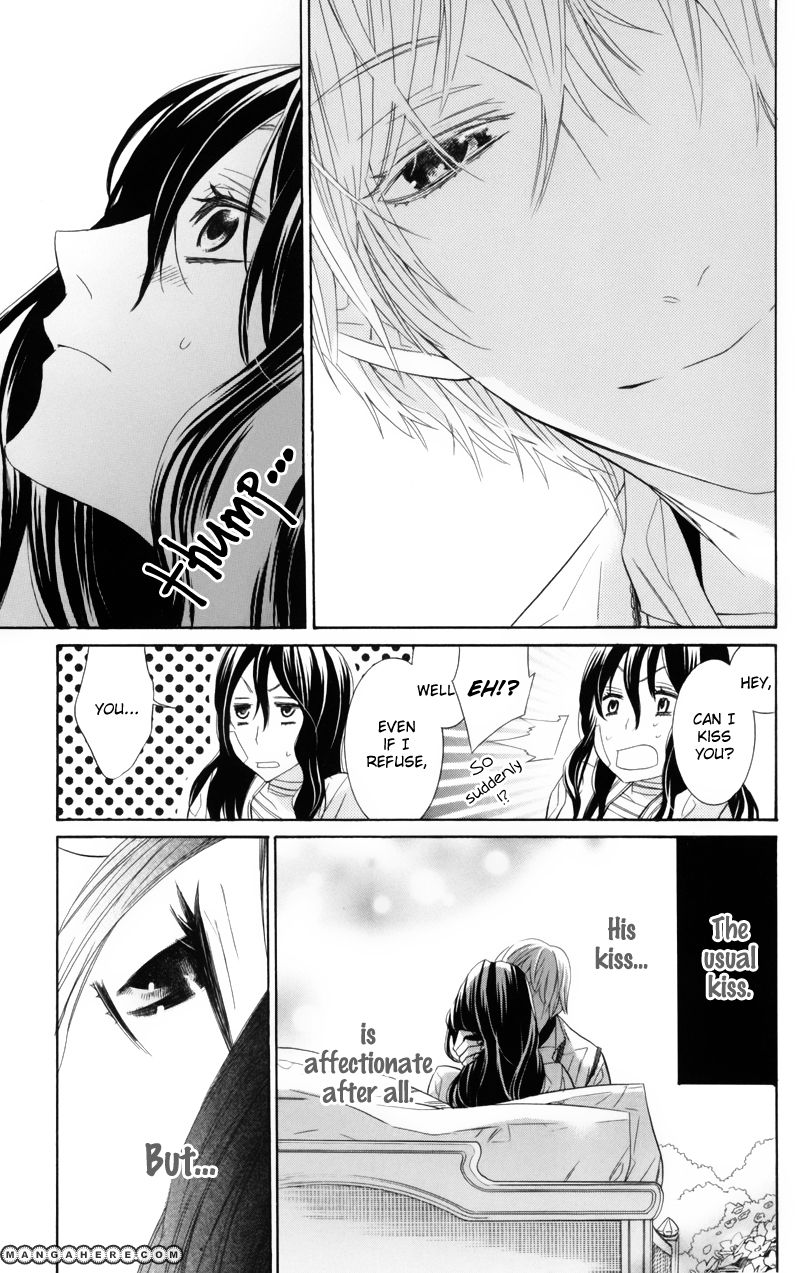 thump...
HEY,
CAN I
KISS
YOU?
EH!?
So
suddenly
!?
WELL
EVEN
IF I
REFUSE,
YOU...
The
usual
kiss.
His
kiss...
is
affectionate
after all.
But...
MANGAHERE.COM